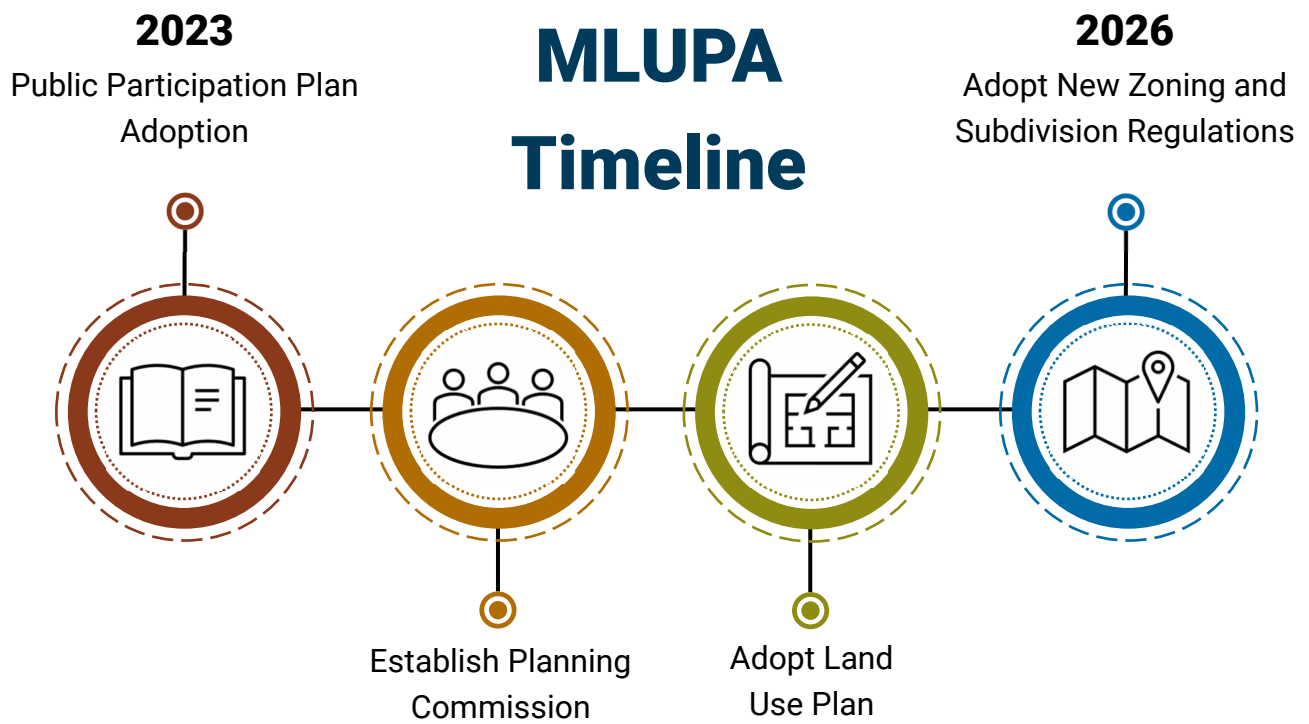 MLUPA
Timeline
2023
Public Participation Plan
Adoption
Establish Planning
Commission
Adopt Land
Use Plan
2026
Adopt New Zoning and
Subdivision Regulations